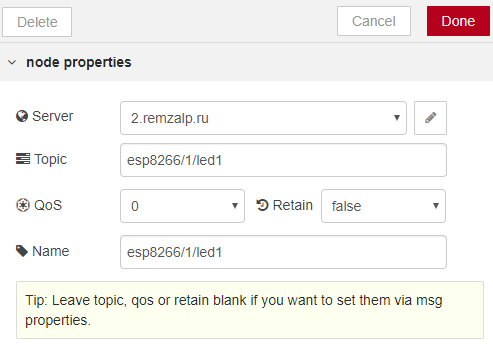 Delete
Cancel
Done
node properties
Server
2.remzalp.ru
Topic
esp8266/1/led1
QoS
0
Retain
false
Name
esp8266/1/led1
Tip: Leave topic, qos or retain blank if you want to set them via msg
properties.